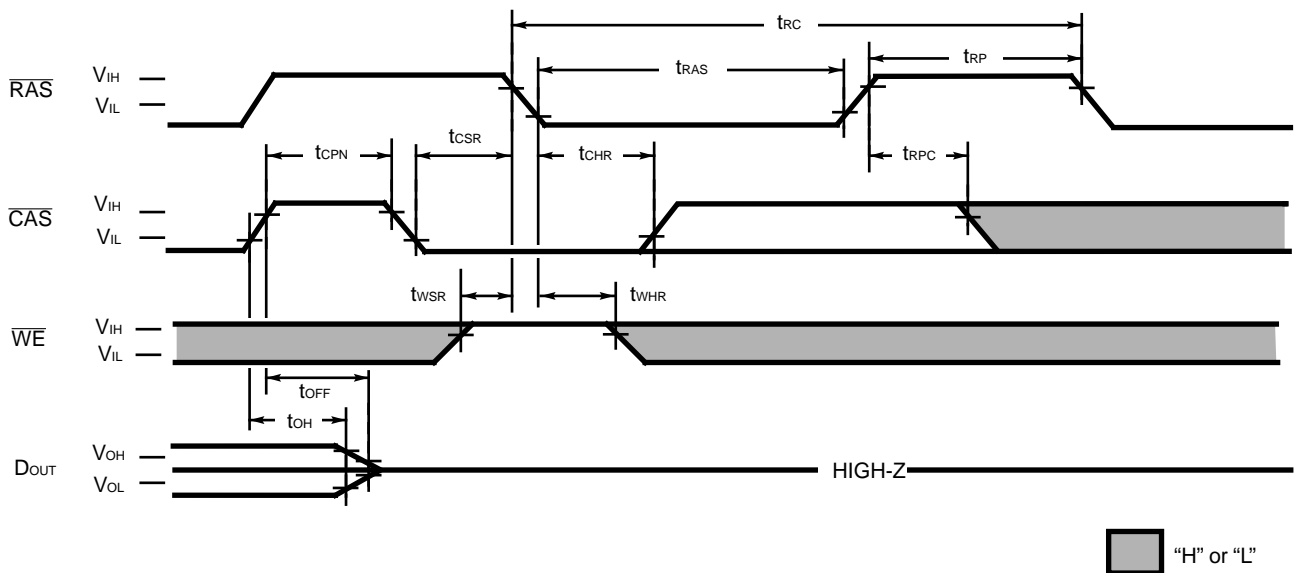 tRC
tRAS
tRP
RAS
VIH
VIL
tCPN
tCSR
tCHR
tRPC
CAS
VIH
VIL
tWSR
tWHR
WE
VIH
VIL
tOFF
tOH
DOUT
VOH
VOL
HIGH-Z
“H” or “L”